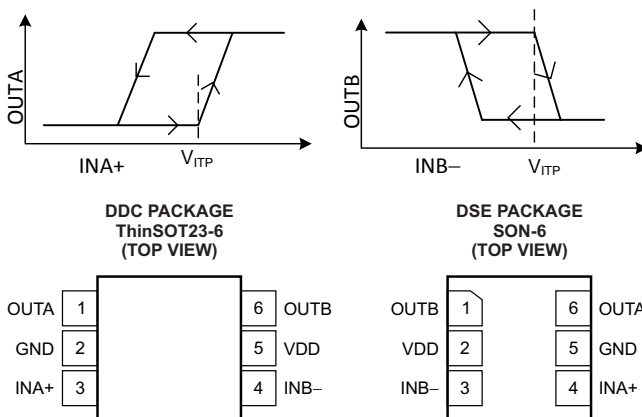 OUTA
INA+
VITP
OUTB
INB–
VITP
DDC PACKAGE
ThinSOT23-6
(TOP VIEW)
OUTA 1
GND 2
INA+ 3
6 OUTB
5 VDD
4 INB–
DSE PACKAGE
SON-6
(TOP VIEW)
OUTB 1
VDD 2
INB– 3
6 OUTA
5 GND
4 INA+